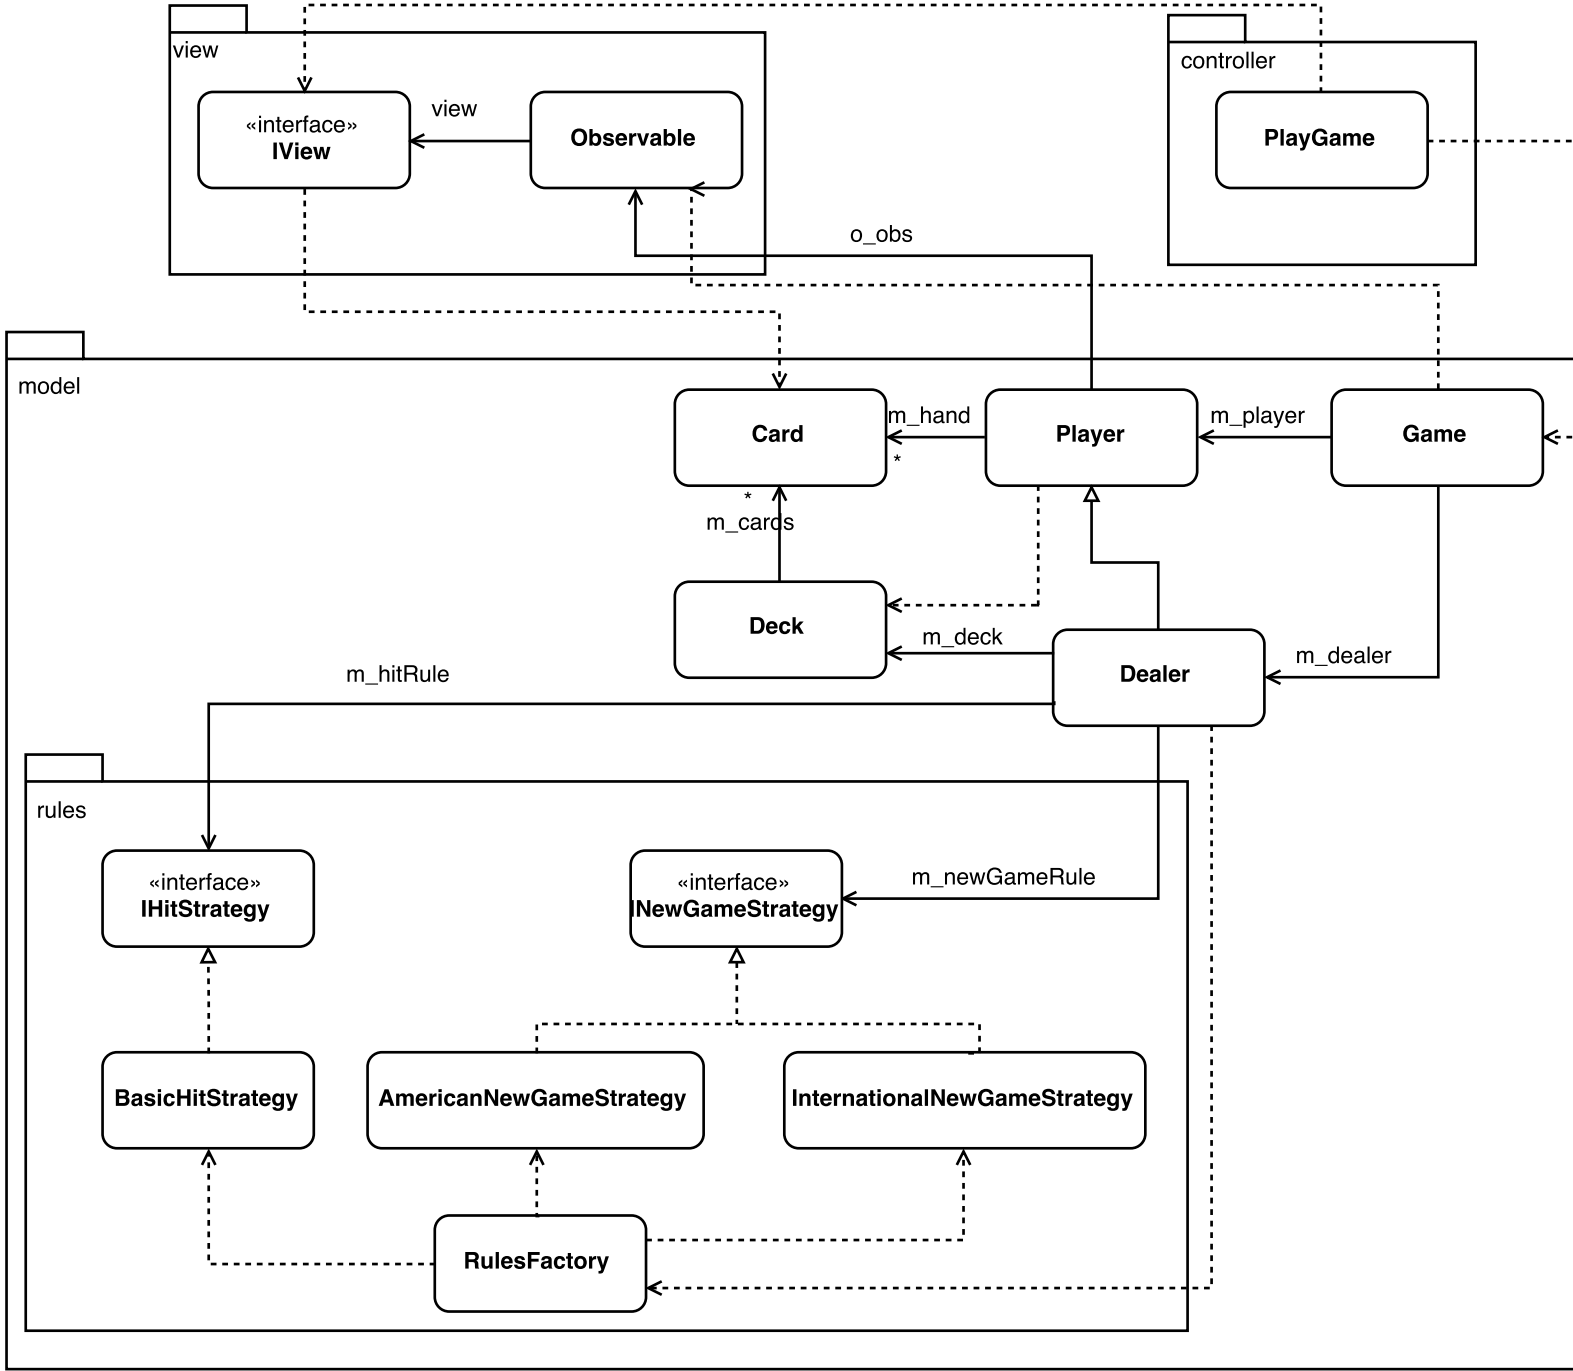 view
controller
«interface»
IView
view
Observable
PlayGame
o_obs
model
Card
m_hand
*
Player
m_player
Game
*
m_cards
Deck
m_deck
Dealer
m_dealer
m_hitRule
rules
«interface»
IHitStrategy
«interface»
INewGameStrategy
m_newGameRule
BasicHitStrategy
AmericanNewGameStrategy
InternationalNewGameStrategy
RulesFactory